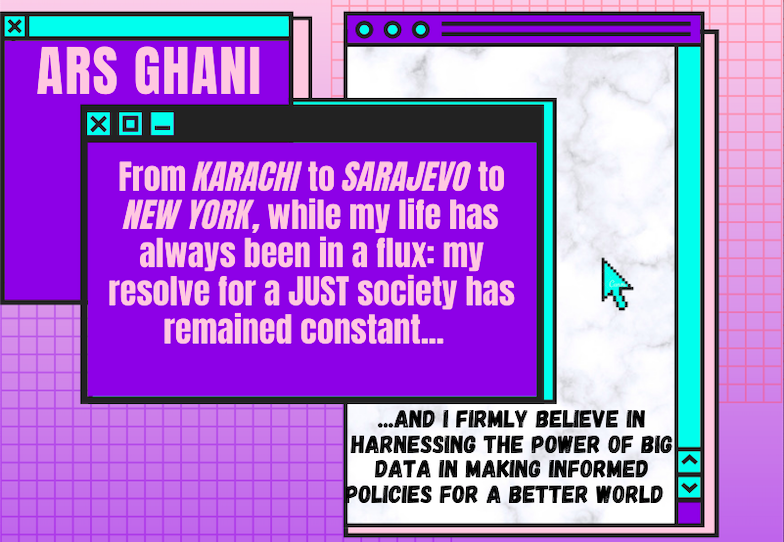 ARS GHANI
From KARACHI to SARAJEVO to
NEW YORK, while my life has
always been in a flux: my
resolve for a JUST society has
remained constant...
...AND I FIRMLY BELIEVE IN
HARNESSING THE POWER OF BIG
DATA IN MAKING INFORMED
POLICIES FOR A BETTER WORLD